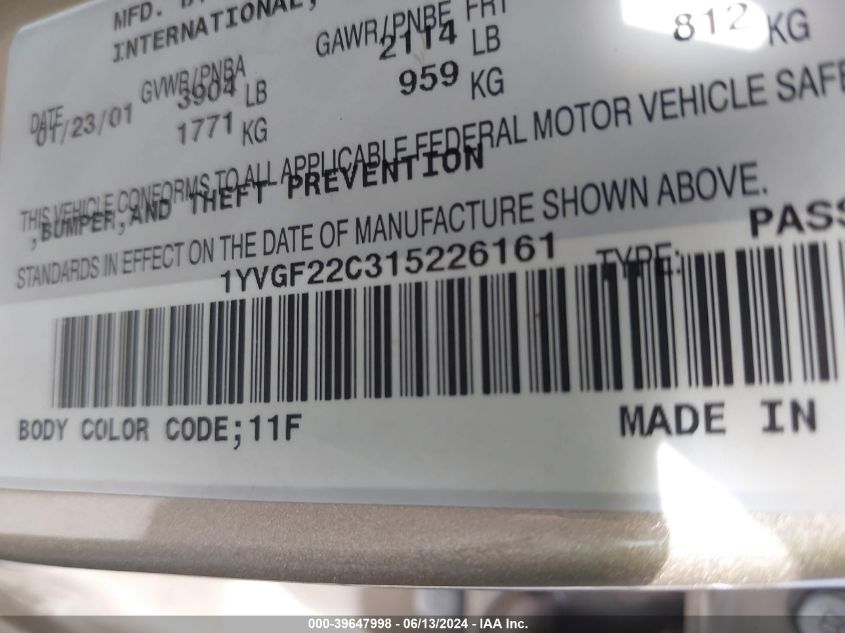 MFD.
INTERNATIONAL,
GAWR/PNBE FRT
2114 LB
959 KG
812 KG
DATE
01/23/01
GVWR/PNBA
3904 LB
1771 KG
THIS VEHICLE CONFORMS TO ALL APPLICABLE FEDERAL MOTOR VEHICLE SAFE
,BUMPER,AND THEFT PREVENTION
STANDARDS IN EFFECT ON THE DATE OF MANUFACTURE SHOWN ABOVE.
1YVGF22C315226161
TYPE: PASS
BODY COLOR CODE;11F
MADE IN
000-39647998 - 06/13/2024 - IAA Inc.